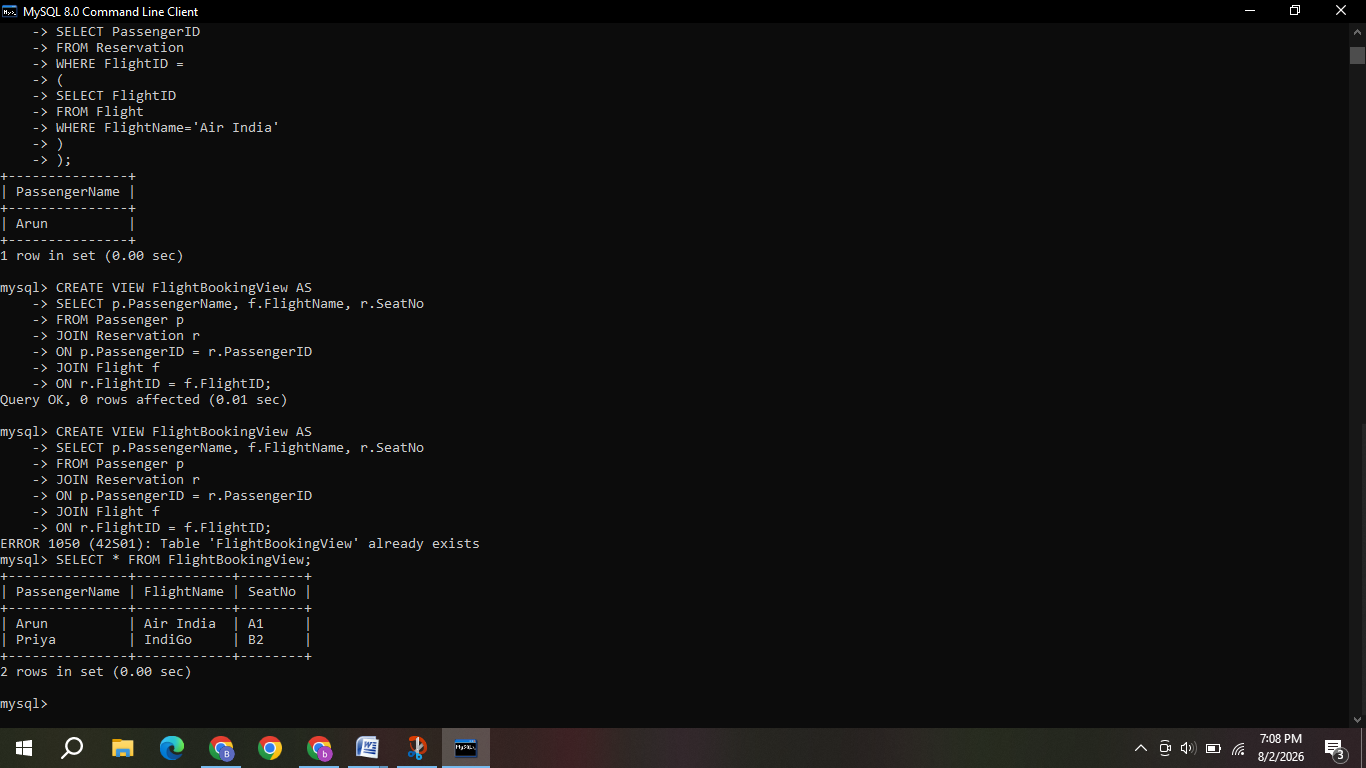 MySQL 8.0 Command Line Client
    -> SELECT PassengerID
    -> FROM Reservation
    -> WHERE FlightID =
    -> (
    -> SELECT FlightID
    -> FROM Flight
    -> WHERE FlightName='Air India'
    -> )
    -> );
+---------------+
| PassengerName |
+---------------+
| Arun          |
+---------------+
1 row in set (0.00 sec)
mysql> CREATE VIEW FlightBookingView AS
    -> SELECT p.PassengerName, f.FlightName, r.SeatNo
    -> FROM Passenger p
    -> JOIN Reservation r
    -> ON p.PassengerID = r.PassengerID
    -> JOIN Flight f
    -> ON r.FlightID = f.FlightID;
Query OK, 0 rows affected (0.01 sec)
mysql> CREATE VIEW FlightBookingView AS
    -> SELECT p.PassengerName, f.FlightName, r.SeatNo
    -> FROM Passenger p
    -> JOIN Reservation r
    -> ON p.PassengerID = r.PassengerID
    -> JOIN Flight f
    -> ON r.FlightID = f.FlightID;
ERROR 1050 (42S01): Table 'FlightBookingView' already exists
mysql> SELECT * FROM FlightBookingView;
+---------------+------------+--------+
| PassengerName | FlightName | SeatNo |
+---------------+------------+--------+
| Arun          | Air India  | A1     |
| Priya         | IndiGo     | B2     |
+---------------+------------+--------+
2 rows in set (0.00 sec)
mysql>
7:08 PM
8/2/2026
3